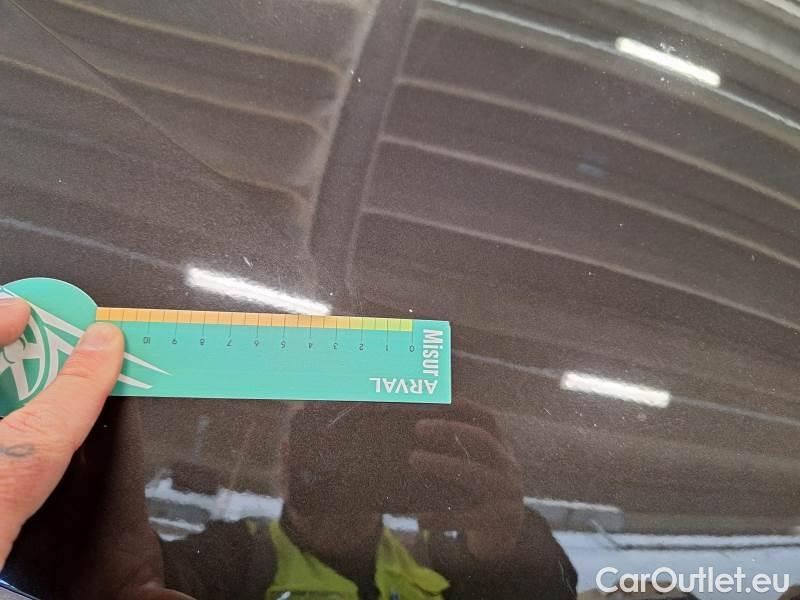 Misur
ARVAL
10 9 8 7 6 5 4 3 2 1 0
CarOutlet.eu